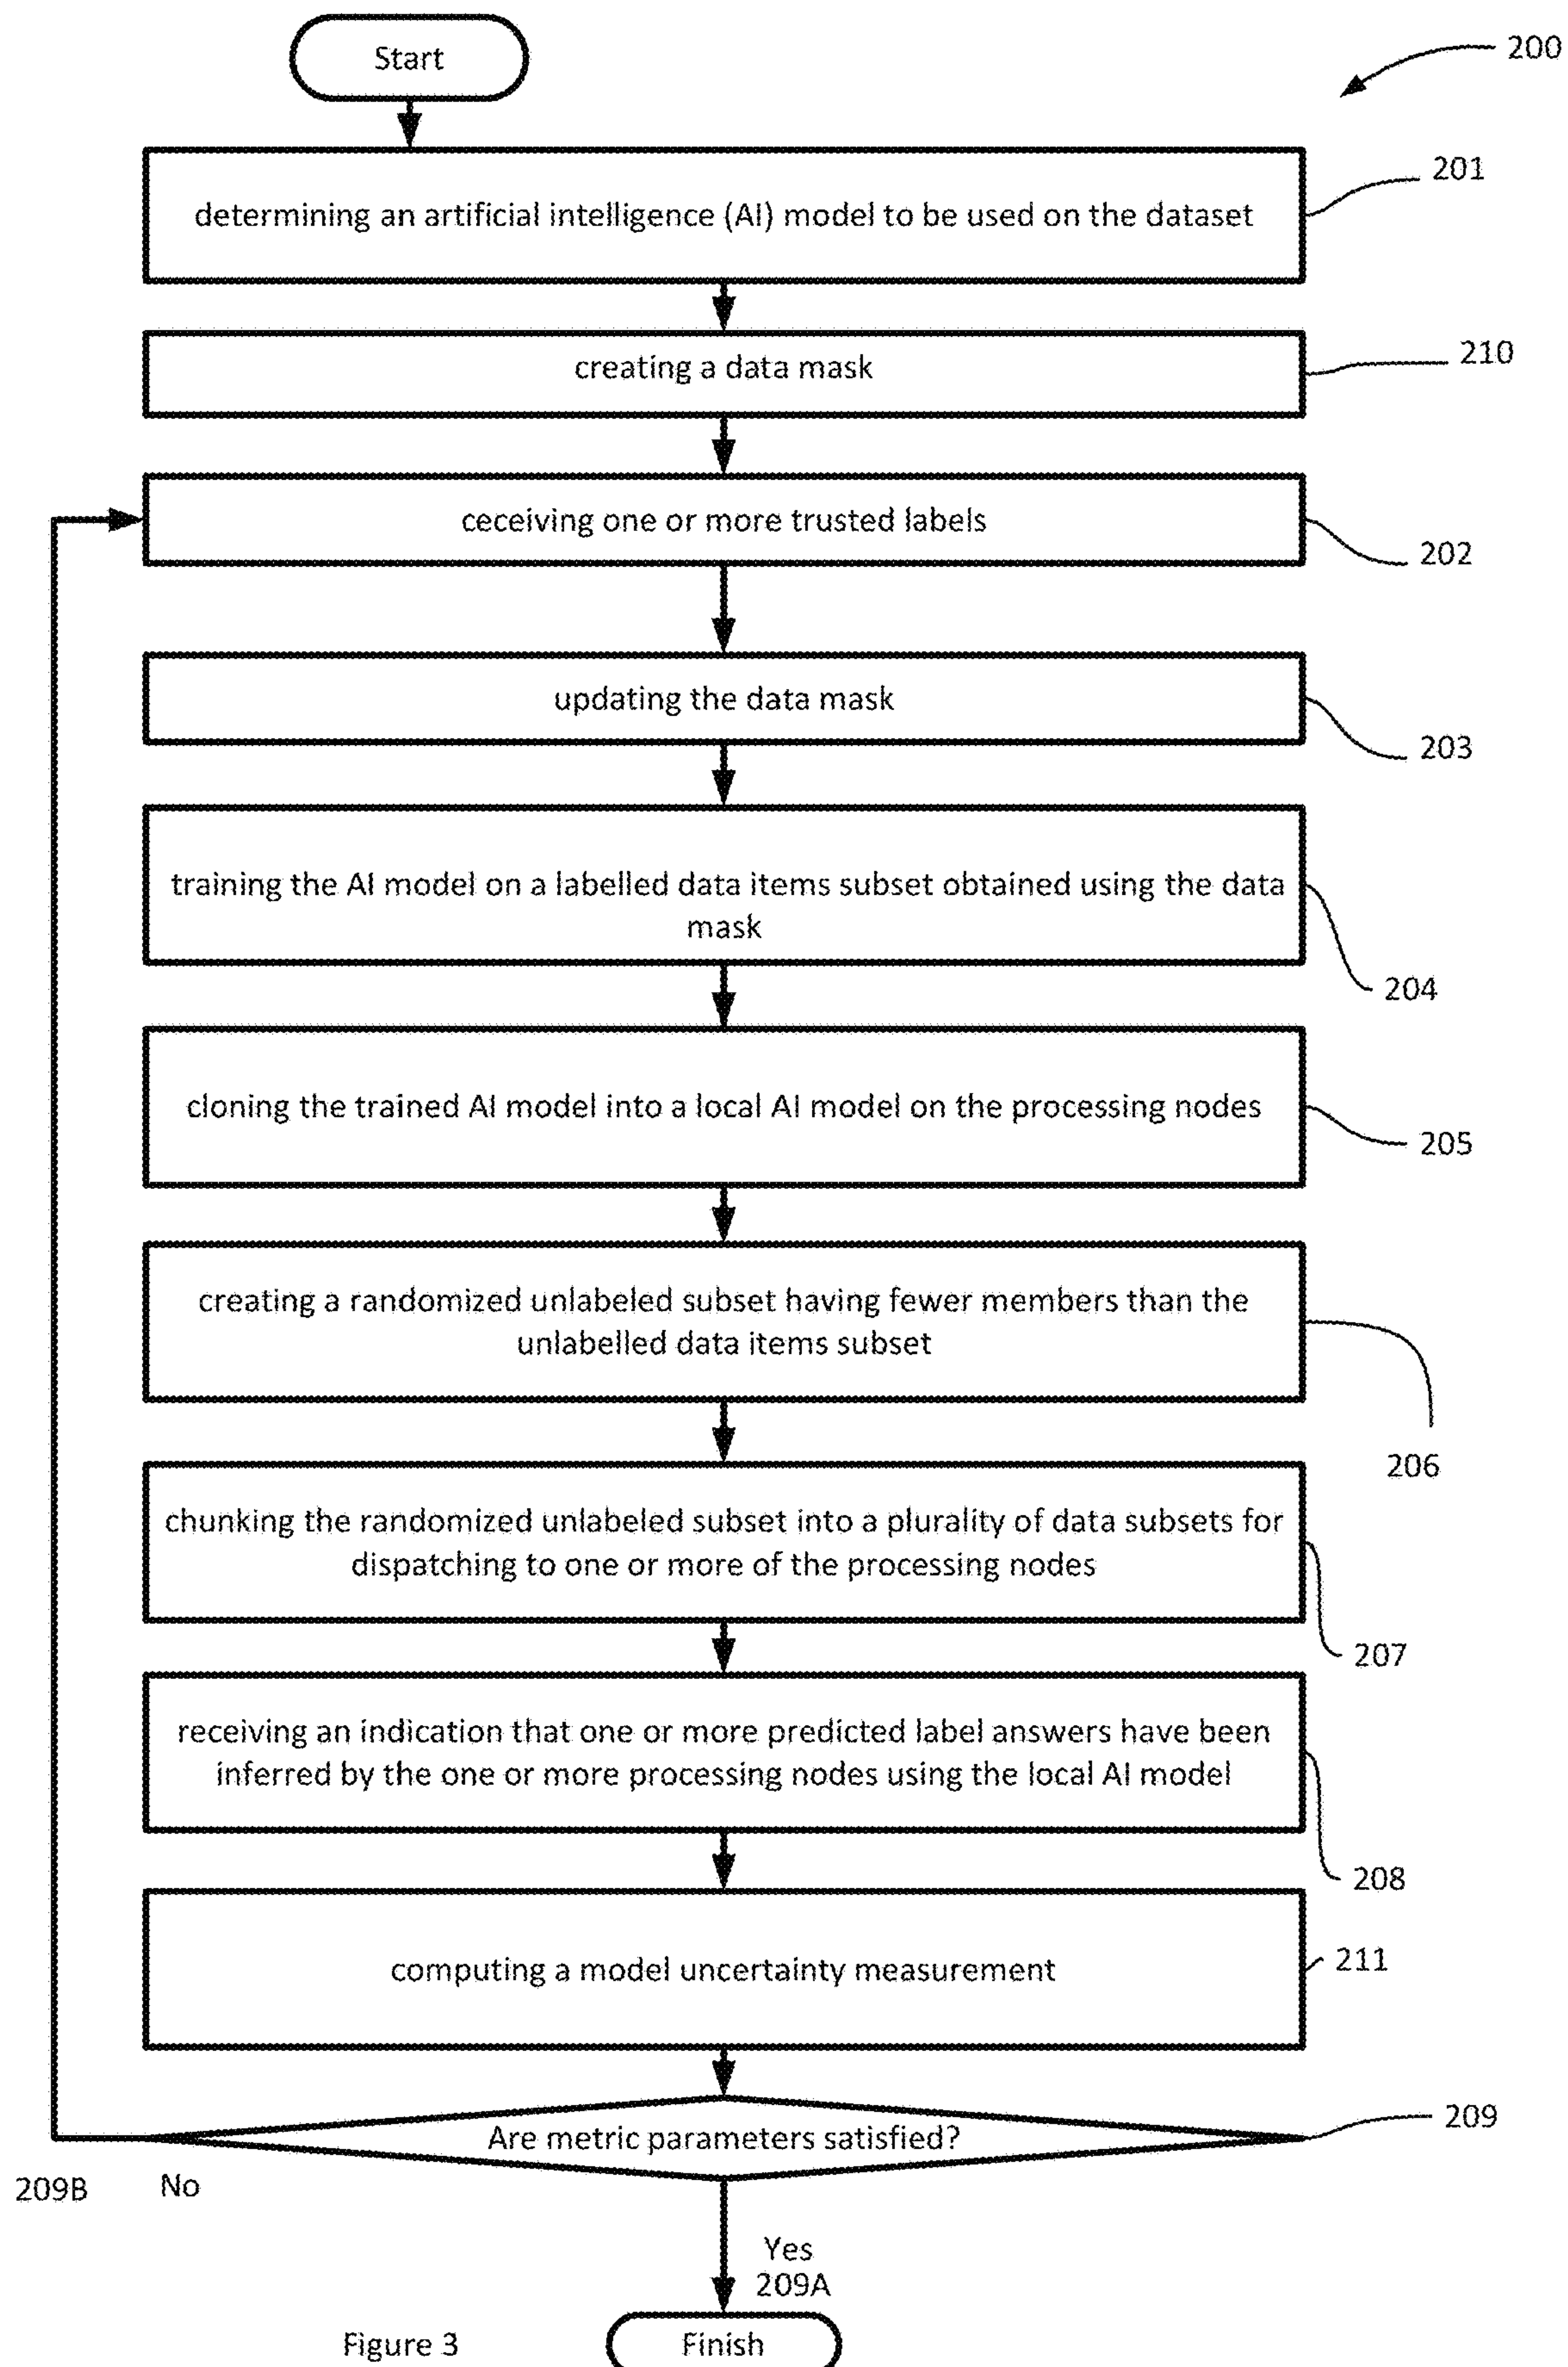 Start
200
determining an artificial intelligence (AI) model to be used on the dataset
201
creating a data mask
210
ceceiving one or more trusted labels
202
updating the data mask
203
training the AI model on a labelled data items subset obtained using the data
mask
204
cloning the trained AI model into a local AI model on the processing nodes
205
creating a randomized unlabeled subset having fewer members than the
unlabelled data items subset
206
chunking the randomized unlabeled subset into a plurality of data subsets for
dispatching to one or more of the processing nodes
207
receiving an indication that one or more predicted label answers have been
inferred by the one or more processing nodes using the local AI model
208
computing a model uncertainty measurement
211
Are metric parameters satisfied?
209
209B
No
Yes
209A
Figure 3
Finish